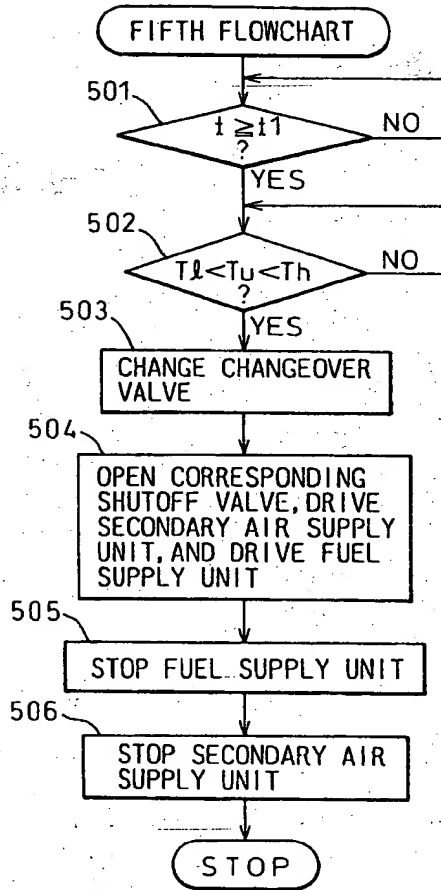 FIFTH FLOWCHART
501
t ≧ t1
?
NO
YES
502
Tl<Tu<Th
?
NO
YES
503
CHANGE CHANGEOVER
VALVE
504
OPEN CORRESPONDING
SHUTOFF VALVE, DRIVE
SECONDARY AIR SUPPLY
UNIT, AND DRIVE FUEL
SUPPLY UNIT
505
STOP FUEL SUPPLY UNIT
506
STOP SECONDARY AIR
SUPPLY UNIT
STOP